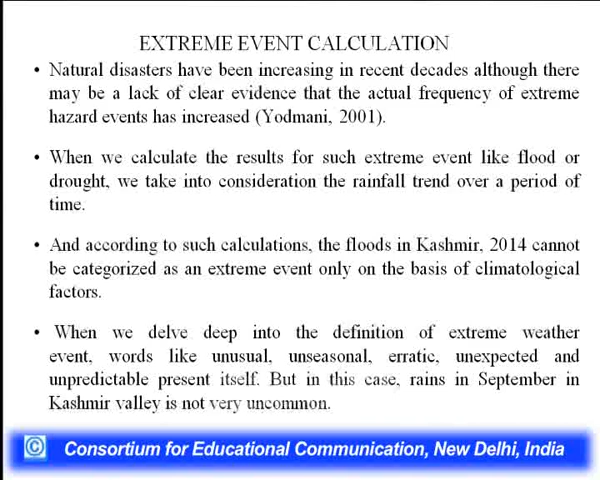 EXTREME EVENT CALCULATION
• Natural disasters have been increasing in recent decades although there
may be a lack of clear evidence that the actual frequency of extreme
hazard events has increased (Yodmani, 2001).
• When we calculate the results for such extreme event like flood or
drought, we take into consideration the rainfall trend over a period of
time.
• And according to such calculations, the floods in Kashmir, 2014 cannot
be categorized as an extreme event only on the basis of climatological
factors.
• When we delve deep into the definition of extreme weather
event, words like unusual, unseasonal, erratic, unexpected and
unpredictable present itself. But in this case, rains in September in
Kashmir valley is not very uncommon.
© Consortium for Educational Communication, New Delhi, India